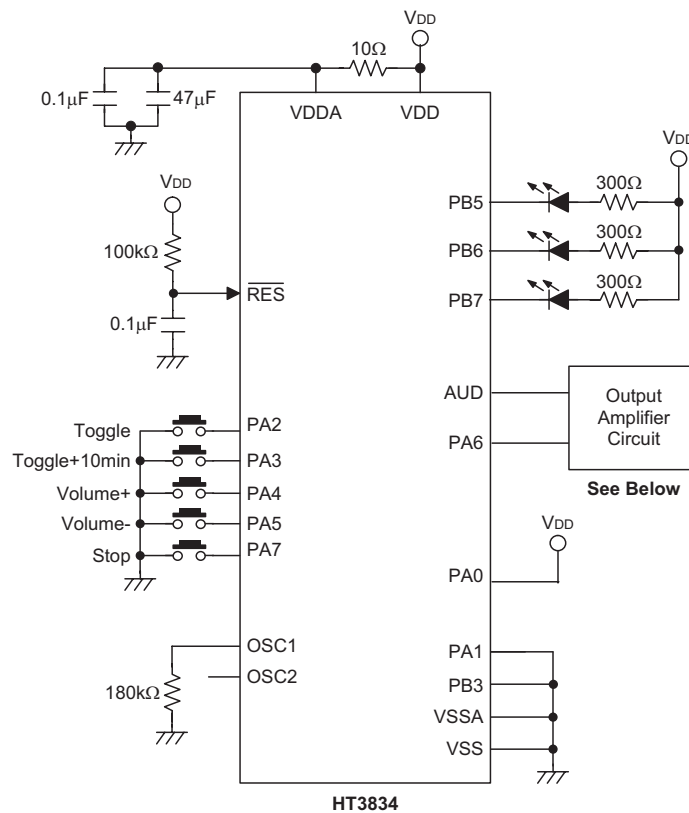 VDD
10Ω
0.1μF
47μF
VDDA
VDD
VDD
100kΩ
RES
0.1μF
VDD
PB5
300Ω
PB6
300Ω
PB7
300Ω
AUD
PA6
Output
Amplifier
Circuit
See Below
Toggle
PA2
Toggle+10min
PA3
Volume+
PA4
Volume-
PA5
Stop
PA7
VDD
PA0
OSC1
OSC2
180kΩ
PA1
PB3
VSSA
VSS
HT3834